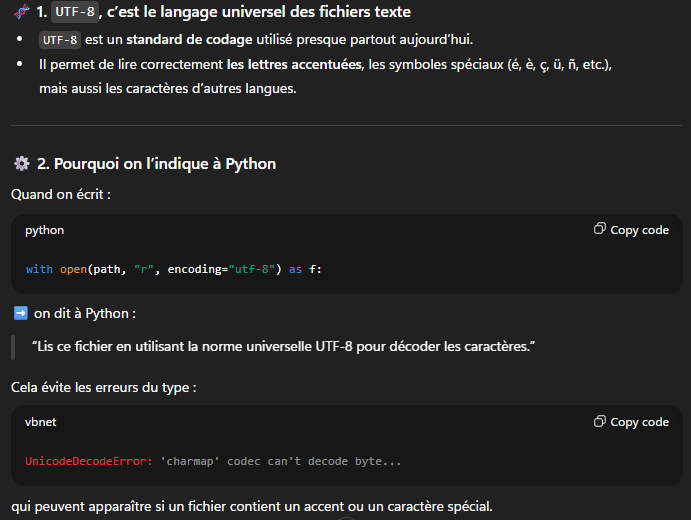 🧬 1. UTF-8, c’est le langage universel des fichiers texte
• UTF-8 est un standard de codage utilisé presque partout aujourd’hui.
• Il permet de lire correctement les lettres accentuées, les symboles spéciaux (é, è, ç, ü, ñ, etc.),
mais aussi les caractères d’autres langues.
⚙️ 2. Pourquoi on l’indique à Python
Quand on écrit :
python Copy code
with open(path, "r", encoding="utf-8") as f:
➡️ on dit à Python :
“Lis ce fichier en utilisant la norme universelle UTF-8 pour décoder les caractères.”
Cela évite les erreurs du type :
vbnet Copy code
UnicodeDecodeError: 'charmap' codec can't decode byte...
qui peuvent apparaître si un fichier contient un accent ou un caractère spécial.